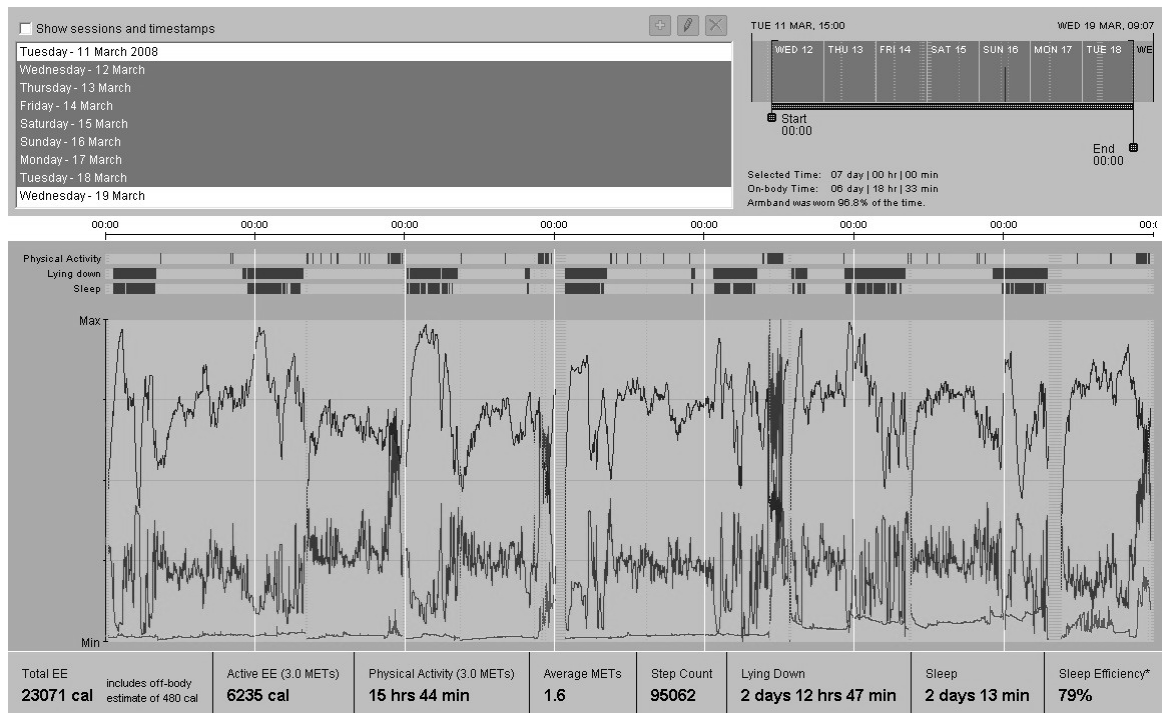 Show sessions and timestamps
Tuesday - 11 March 2008
Wednesday - 12 March
Thursday - 13 March
Friday - 14 March
Saturday - 15 March
Sunday - 16 March
Monday - 17 March
Tuesday - 18 March
Wednesday - 19 March
TUE 11 MAR, 15:00 WED 19 MAR, 09:07
WED 12 THU 13 FRI 14 SAT 15 SUN 16 MON 17 TUE 18 WE
Start
00:00
End
00:00
Selected Time: 07 day | 00 hr | 00 min
On-body Time: 06 day | 18 hr | 33 min
Armband was worn 96.8% of the time.
00:00 00:00 00:00 00:00 00:00 00:00 00:00 00:
Physical Activity
Lying down
Sleep
Max
Min
Total EE
23071 cal
includes off-body
estimate of 480 cal
Active EE (3.0 METs)
6235 cal
Physical Activity (3.0 METs)
15 hrs 44 min
Average METs
1.6
Step Count
95062
Lying Down
2 days 12 hrs 47 min
Sleep
2 days 13 min
Sleep Efficiency*
79%